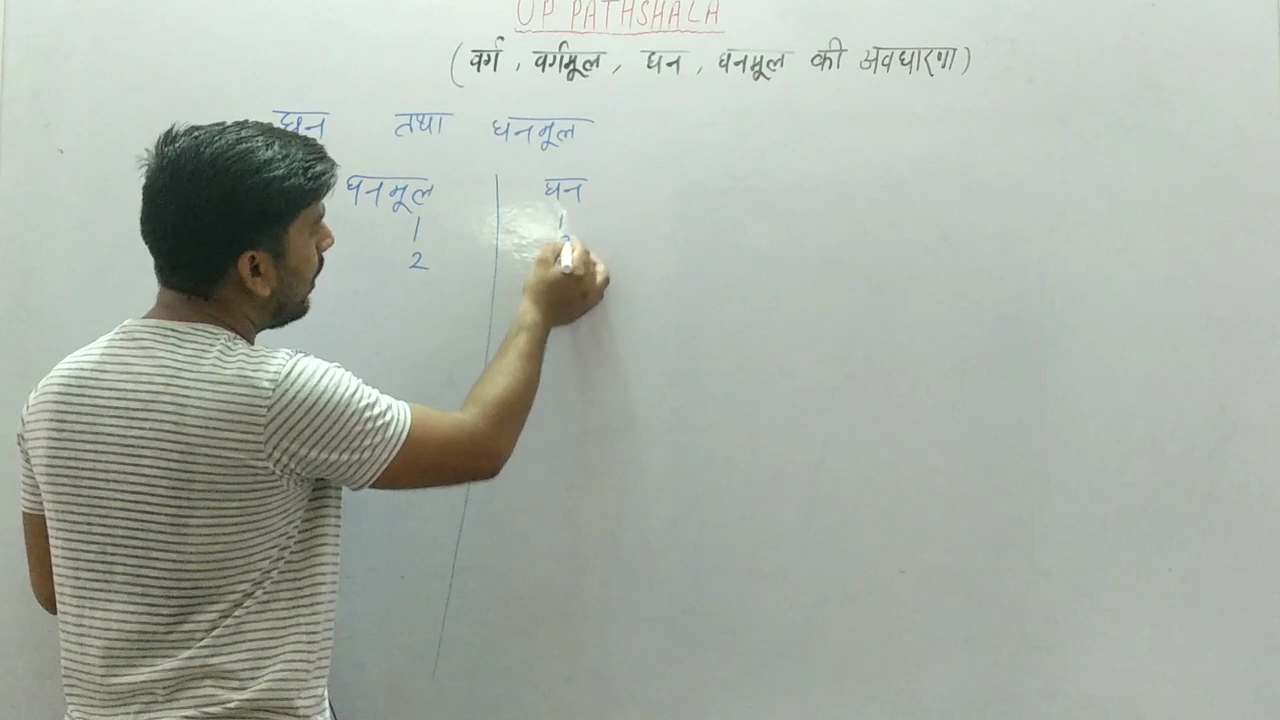 UP PATHSHALA
(वर्ग, वर्गमूल, घन, घनमूल की अवधारणा)
घन तथा घनमूल
घनमूल घन
1 1
2